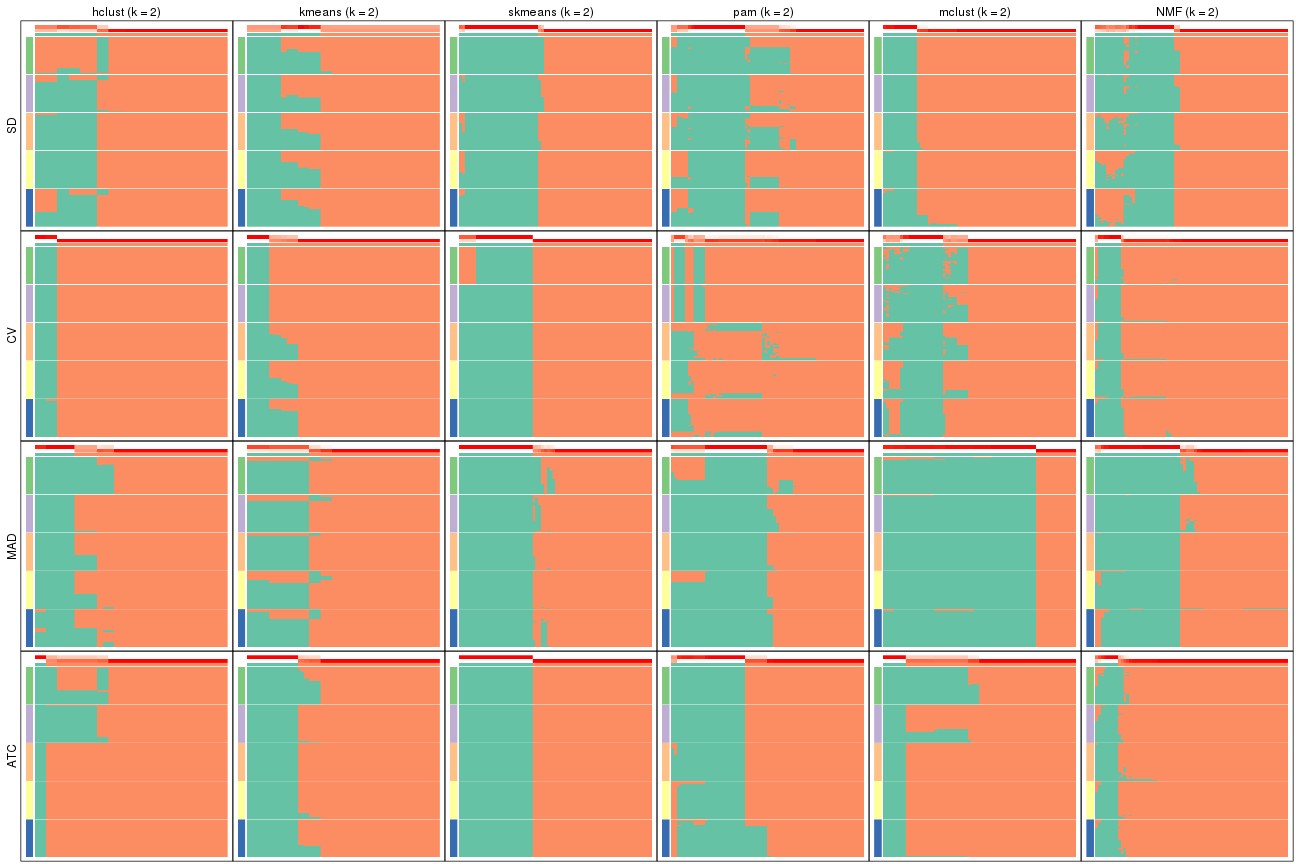 hclust (k = 2) kmeans (k = 2) skmeans (k = 2) pam (k = 2) mclust (k = 2) NMF (k = 2)
SD
CV
MAD
ATC